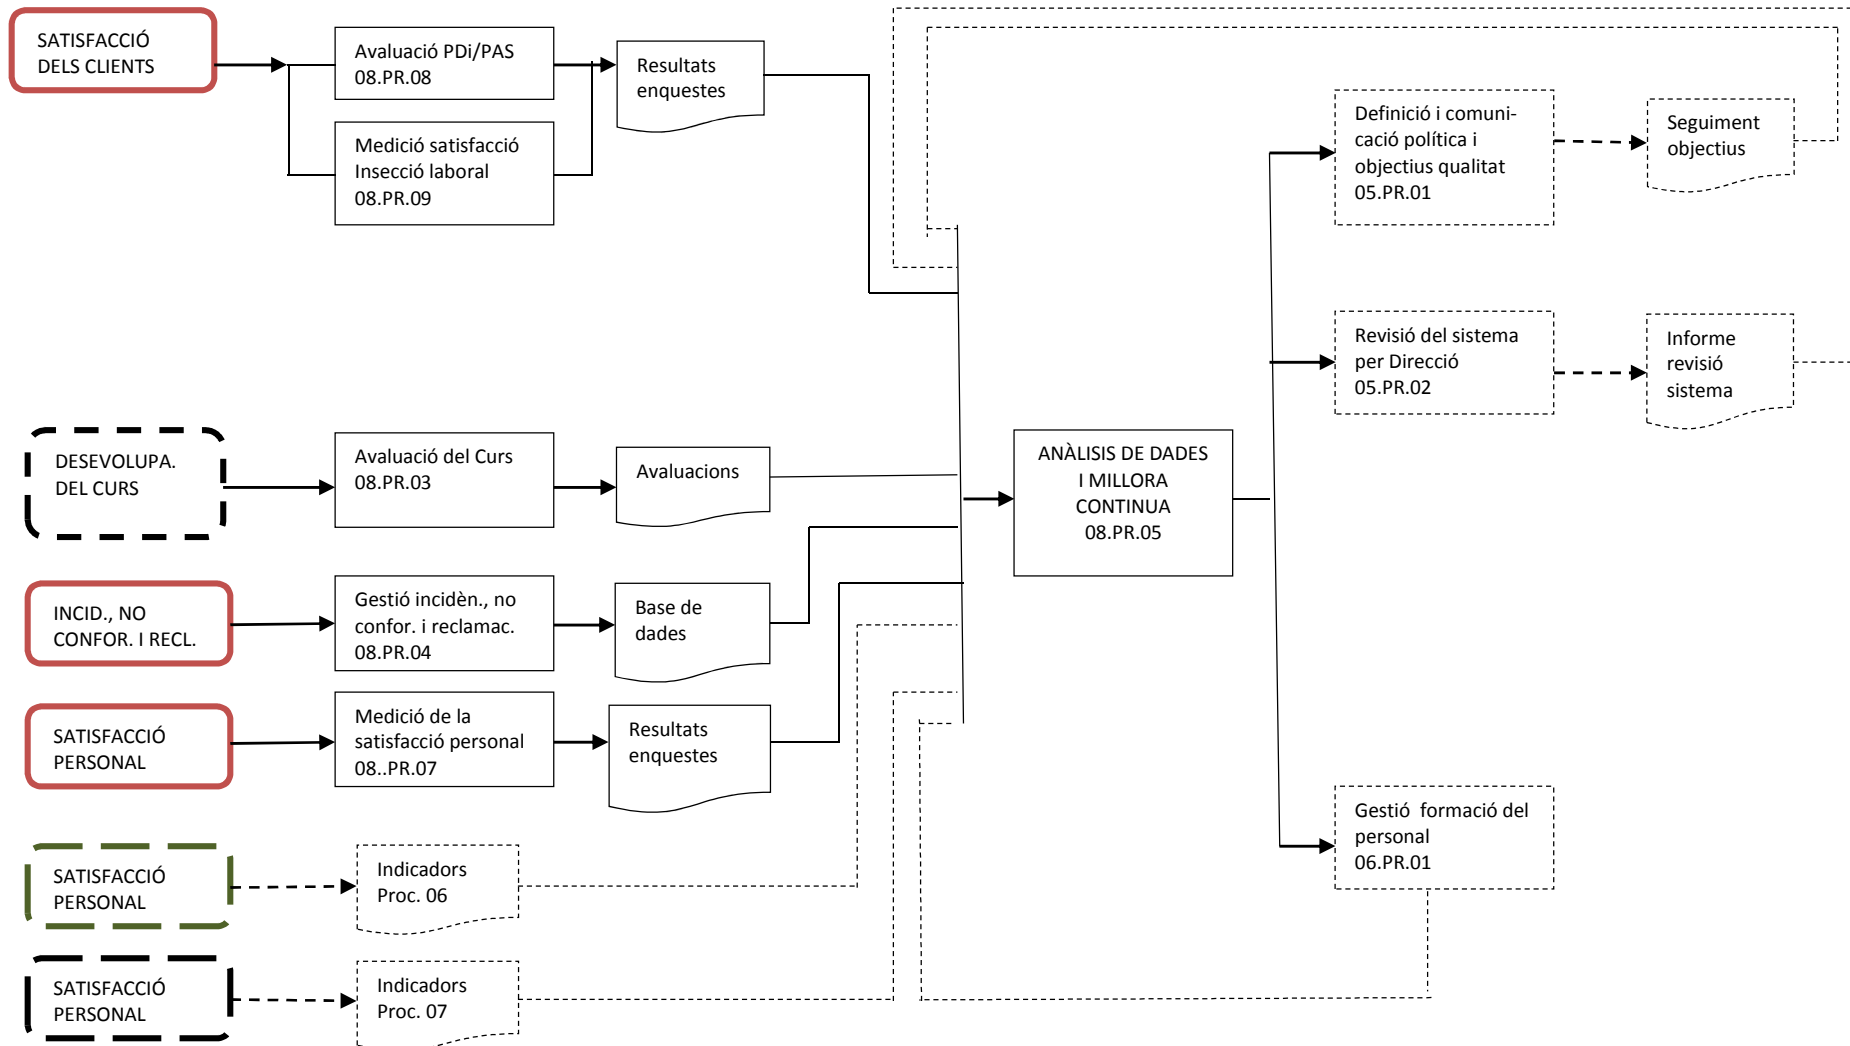 SATISFACCIÓ
DELS CLIENTS
Avaluació PDi/PAS
08.PR.08
Resultats
enquestes
Medició satisfacció
Insecció laboral
08.PR.09
Definició i comuni-
cació política i
objectius qualitat
05.PR.01
Seguiment
objectius
Revisió del sistema
per Direcció
05.PR.02
Informe
revisió
sistema
DESEVOLUPA.
DEL CURS
Avaluació del Curs
08.PR.03
Avaluacions
ANÀLISIS DE DADES
I MILLORA
CONTINUA
08.PR.05
INCID., NO
CONFOR. I RECL.
Gestió incidèn., no
confor. i reclamac.
08.PR.04
Base de
dades
SATISFACCIÓ
PERSONAL
Medició de la
satisfacció personal
08..PR.07
Resultats
enquestes
Gestió  formació del
personal
06.PR.01
SATISFACCIÓ
PERSONAL
Indicadors
Proc. 06
SATISFACCIÓ
PERSONAL
Indicadors
Proc. 07